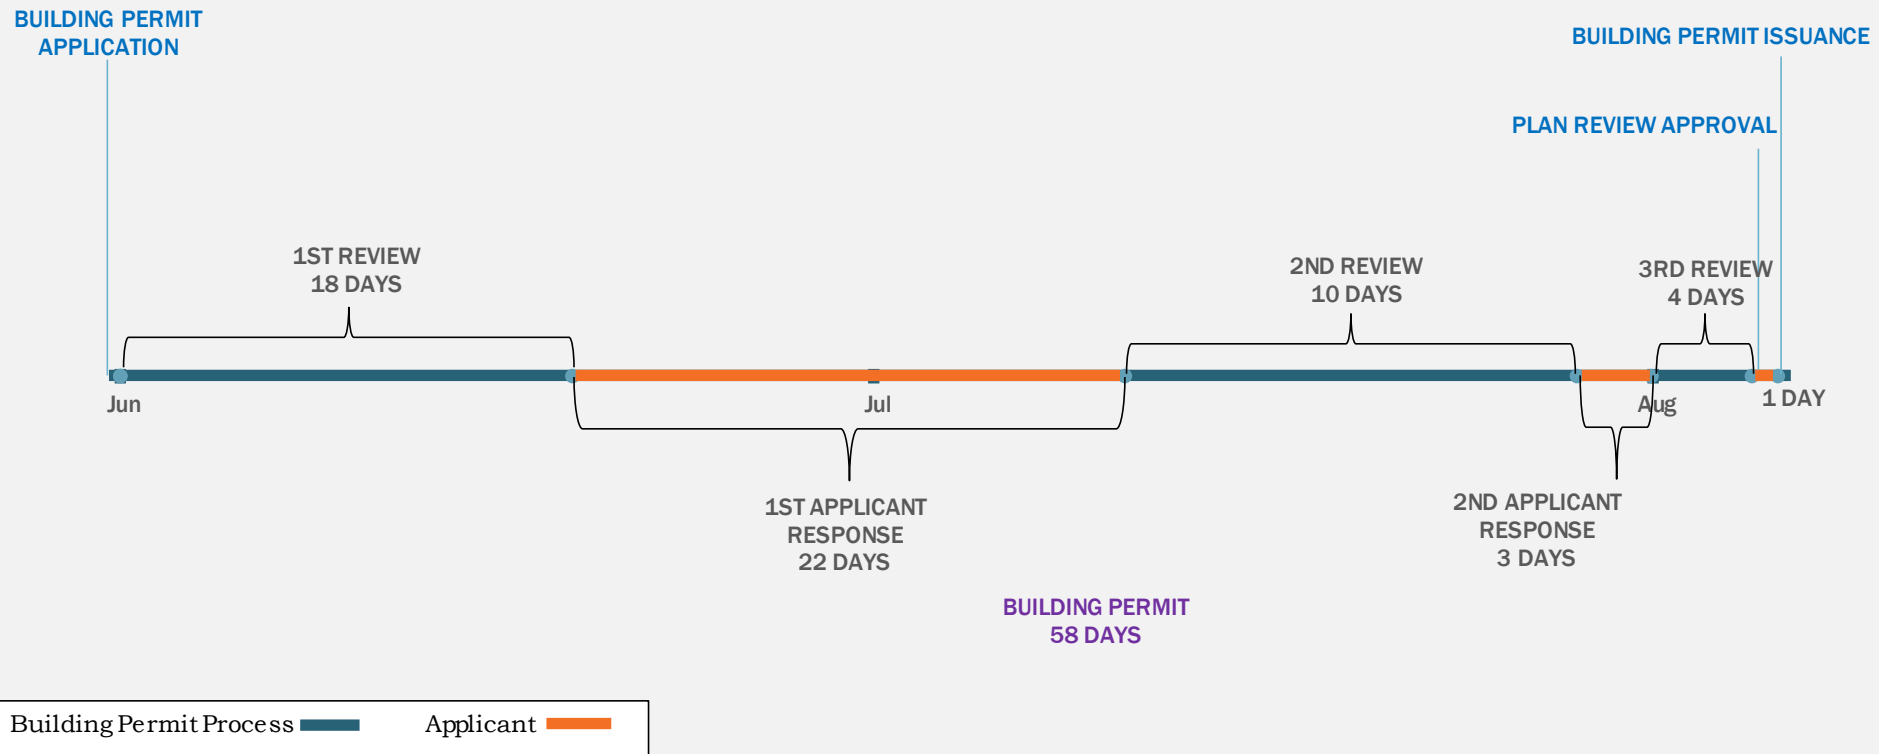 BUILDING PERMIT
APPLICATION
BUILDING PERMIT ISSUANCE
PLAN REVIEW APPROVAL
1ST REVIEW
18 DAYS
2ND REVIEW
10 DAYS
3RD REVIEW
4 DAYS
Jun
Jul
Aug
1 DAY
1ST APPLICANT
RESPONSE
22 DAYS
2ND APPLICANT
RESPONSE
3 DAYS
BUILDING PERMIT
58 DAYS
Building Permit Process
Applicant